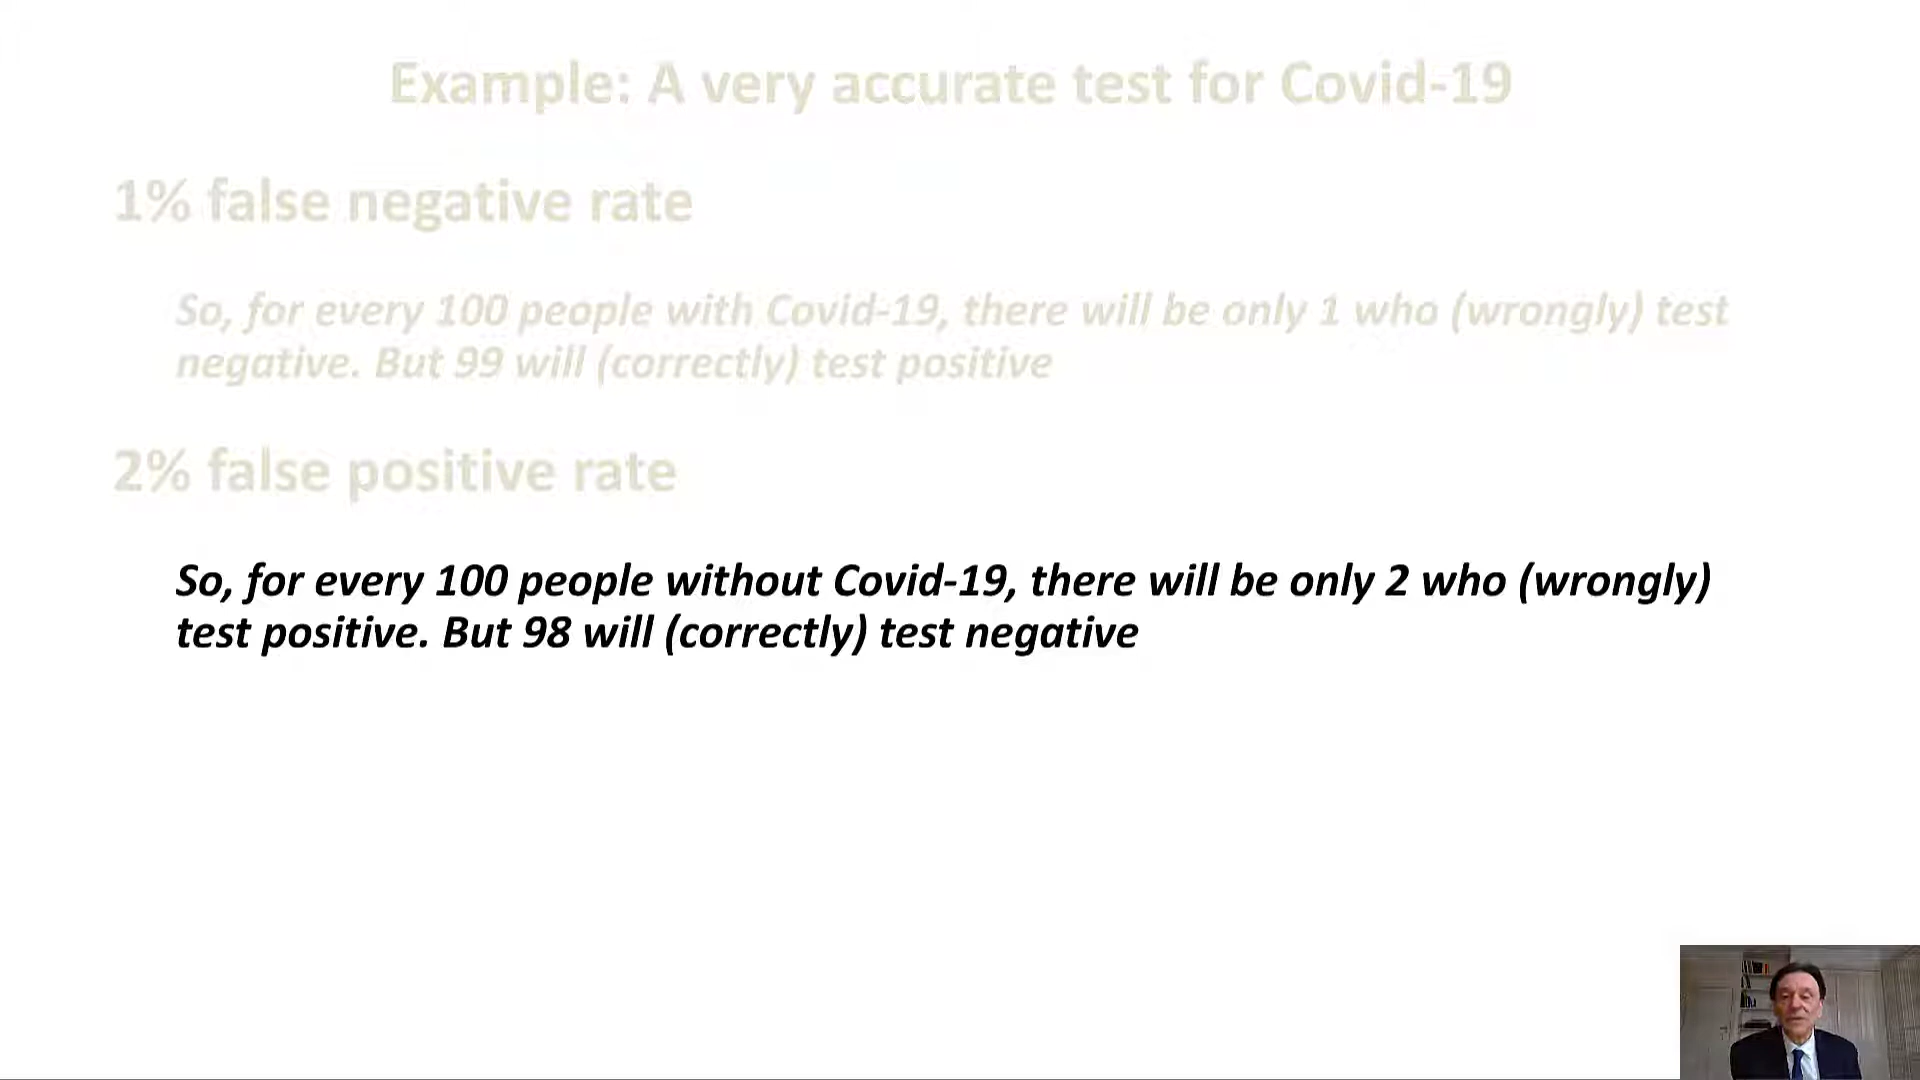 Example: A very accurate test for Covid-19
1% false negative rate
So, for every 100 people with Covid-19, there will be only 1 who (wrongly) test
negative. But 99 will (correctly) test positive
2% false positive rate
So, for every 100 people without Covid-19, there will be only 2 who (wrongly)
test positive. But 98 will (correctly) test negative